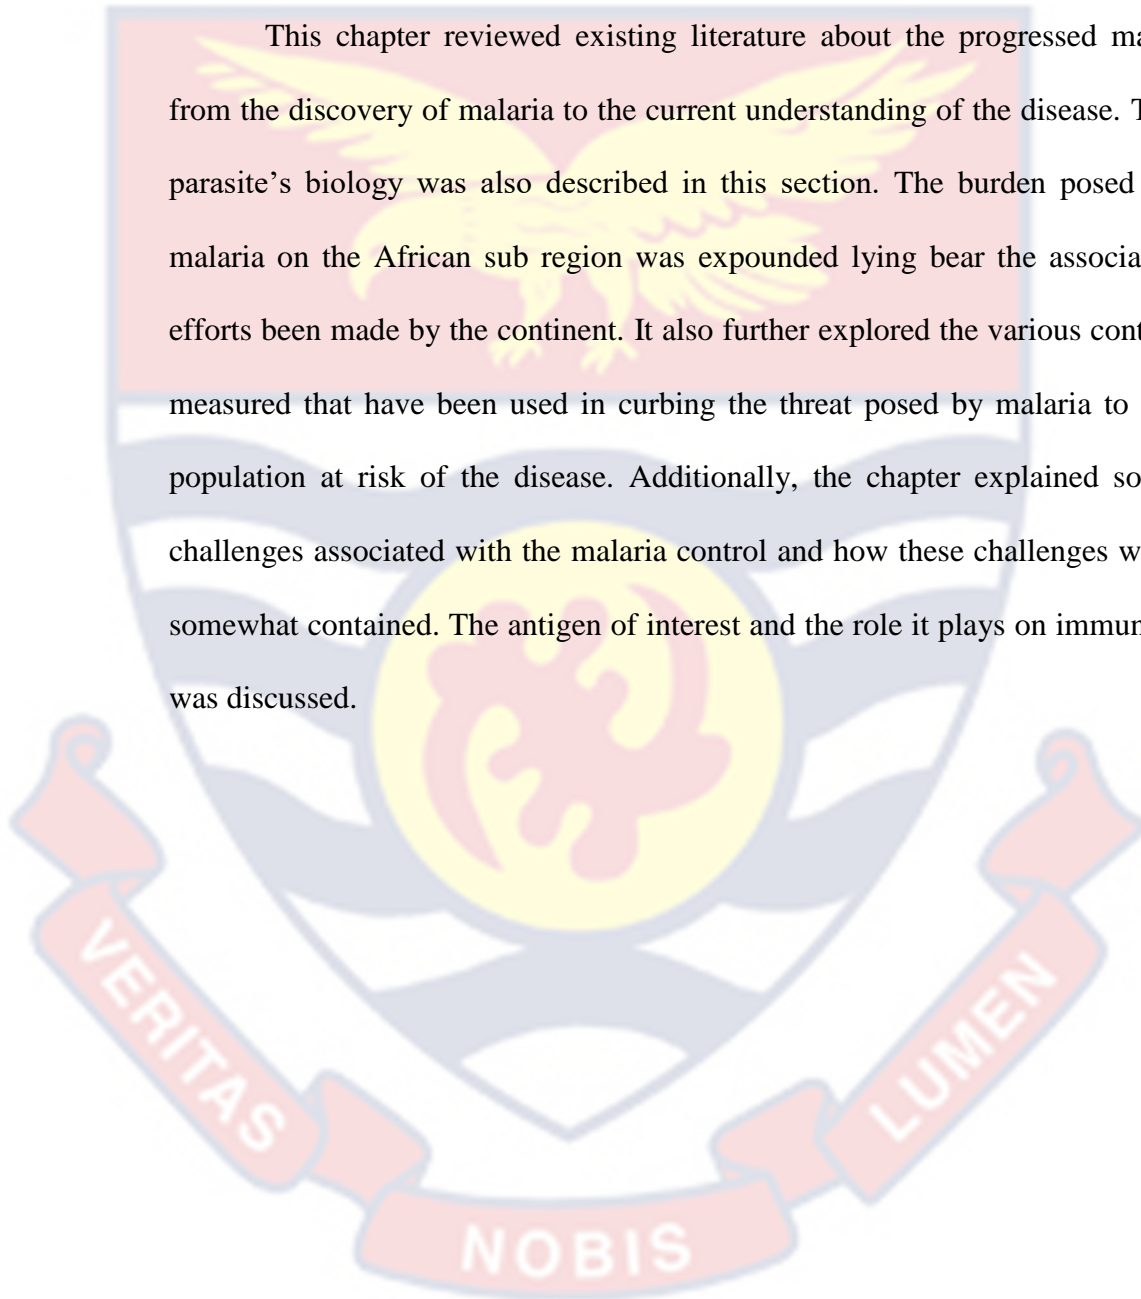 This chapter reviewed existing literature about the progressed ma
from the discovery of malaria to the current understanding of the disease. T
parasite’s biology was also described in this section. The burden posed
malaria on the African sub region was expounded lying bear the associa
efforts been made by the continent. It also further explored the various cont
measured that have been used in curbing the threat posed by malaria to
population at risk of the disease. Additionally, the chapter explained so
challenges associated with the malaria control and how these challenges w
somewhat contained. The antigen of interest and the role it plays on immun
was discussed.
VERITAS
NOBIS
LUMEN